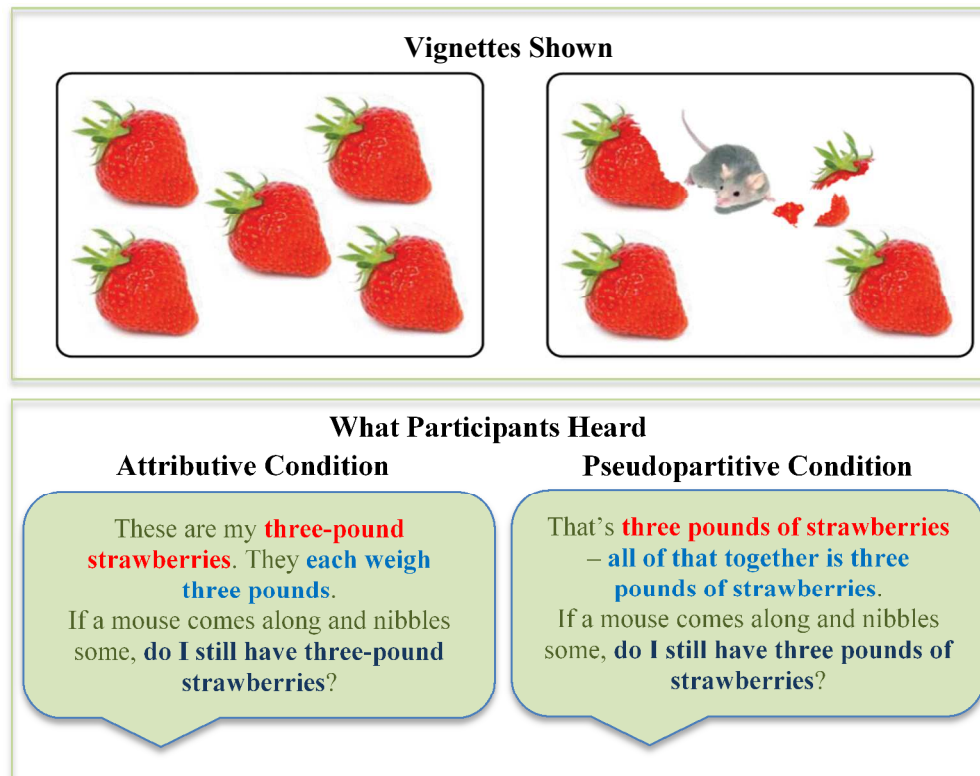 Vignettes Shown
What Participants Heard
Attributive Condition
These are my three-pound
strawberries. They each weigh
three pounds.
If a mouse comes along and nibbles
some, do I still have three-pound
strawberries?
Pseudopartitive Condition
That's three pounds of strawberries
– all of that together is three
pounds of strawberries.
If a mouse comes along and nibbles
some, do I still have three pounds of
strawberries?